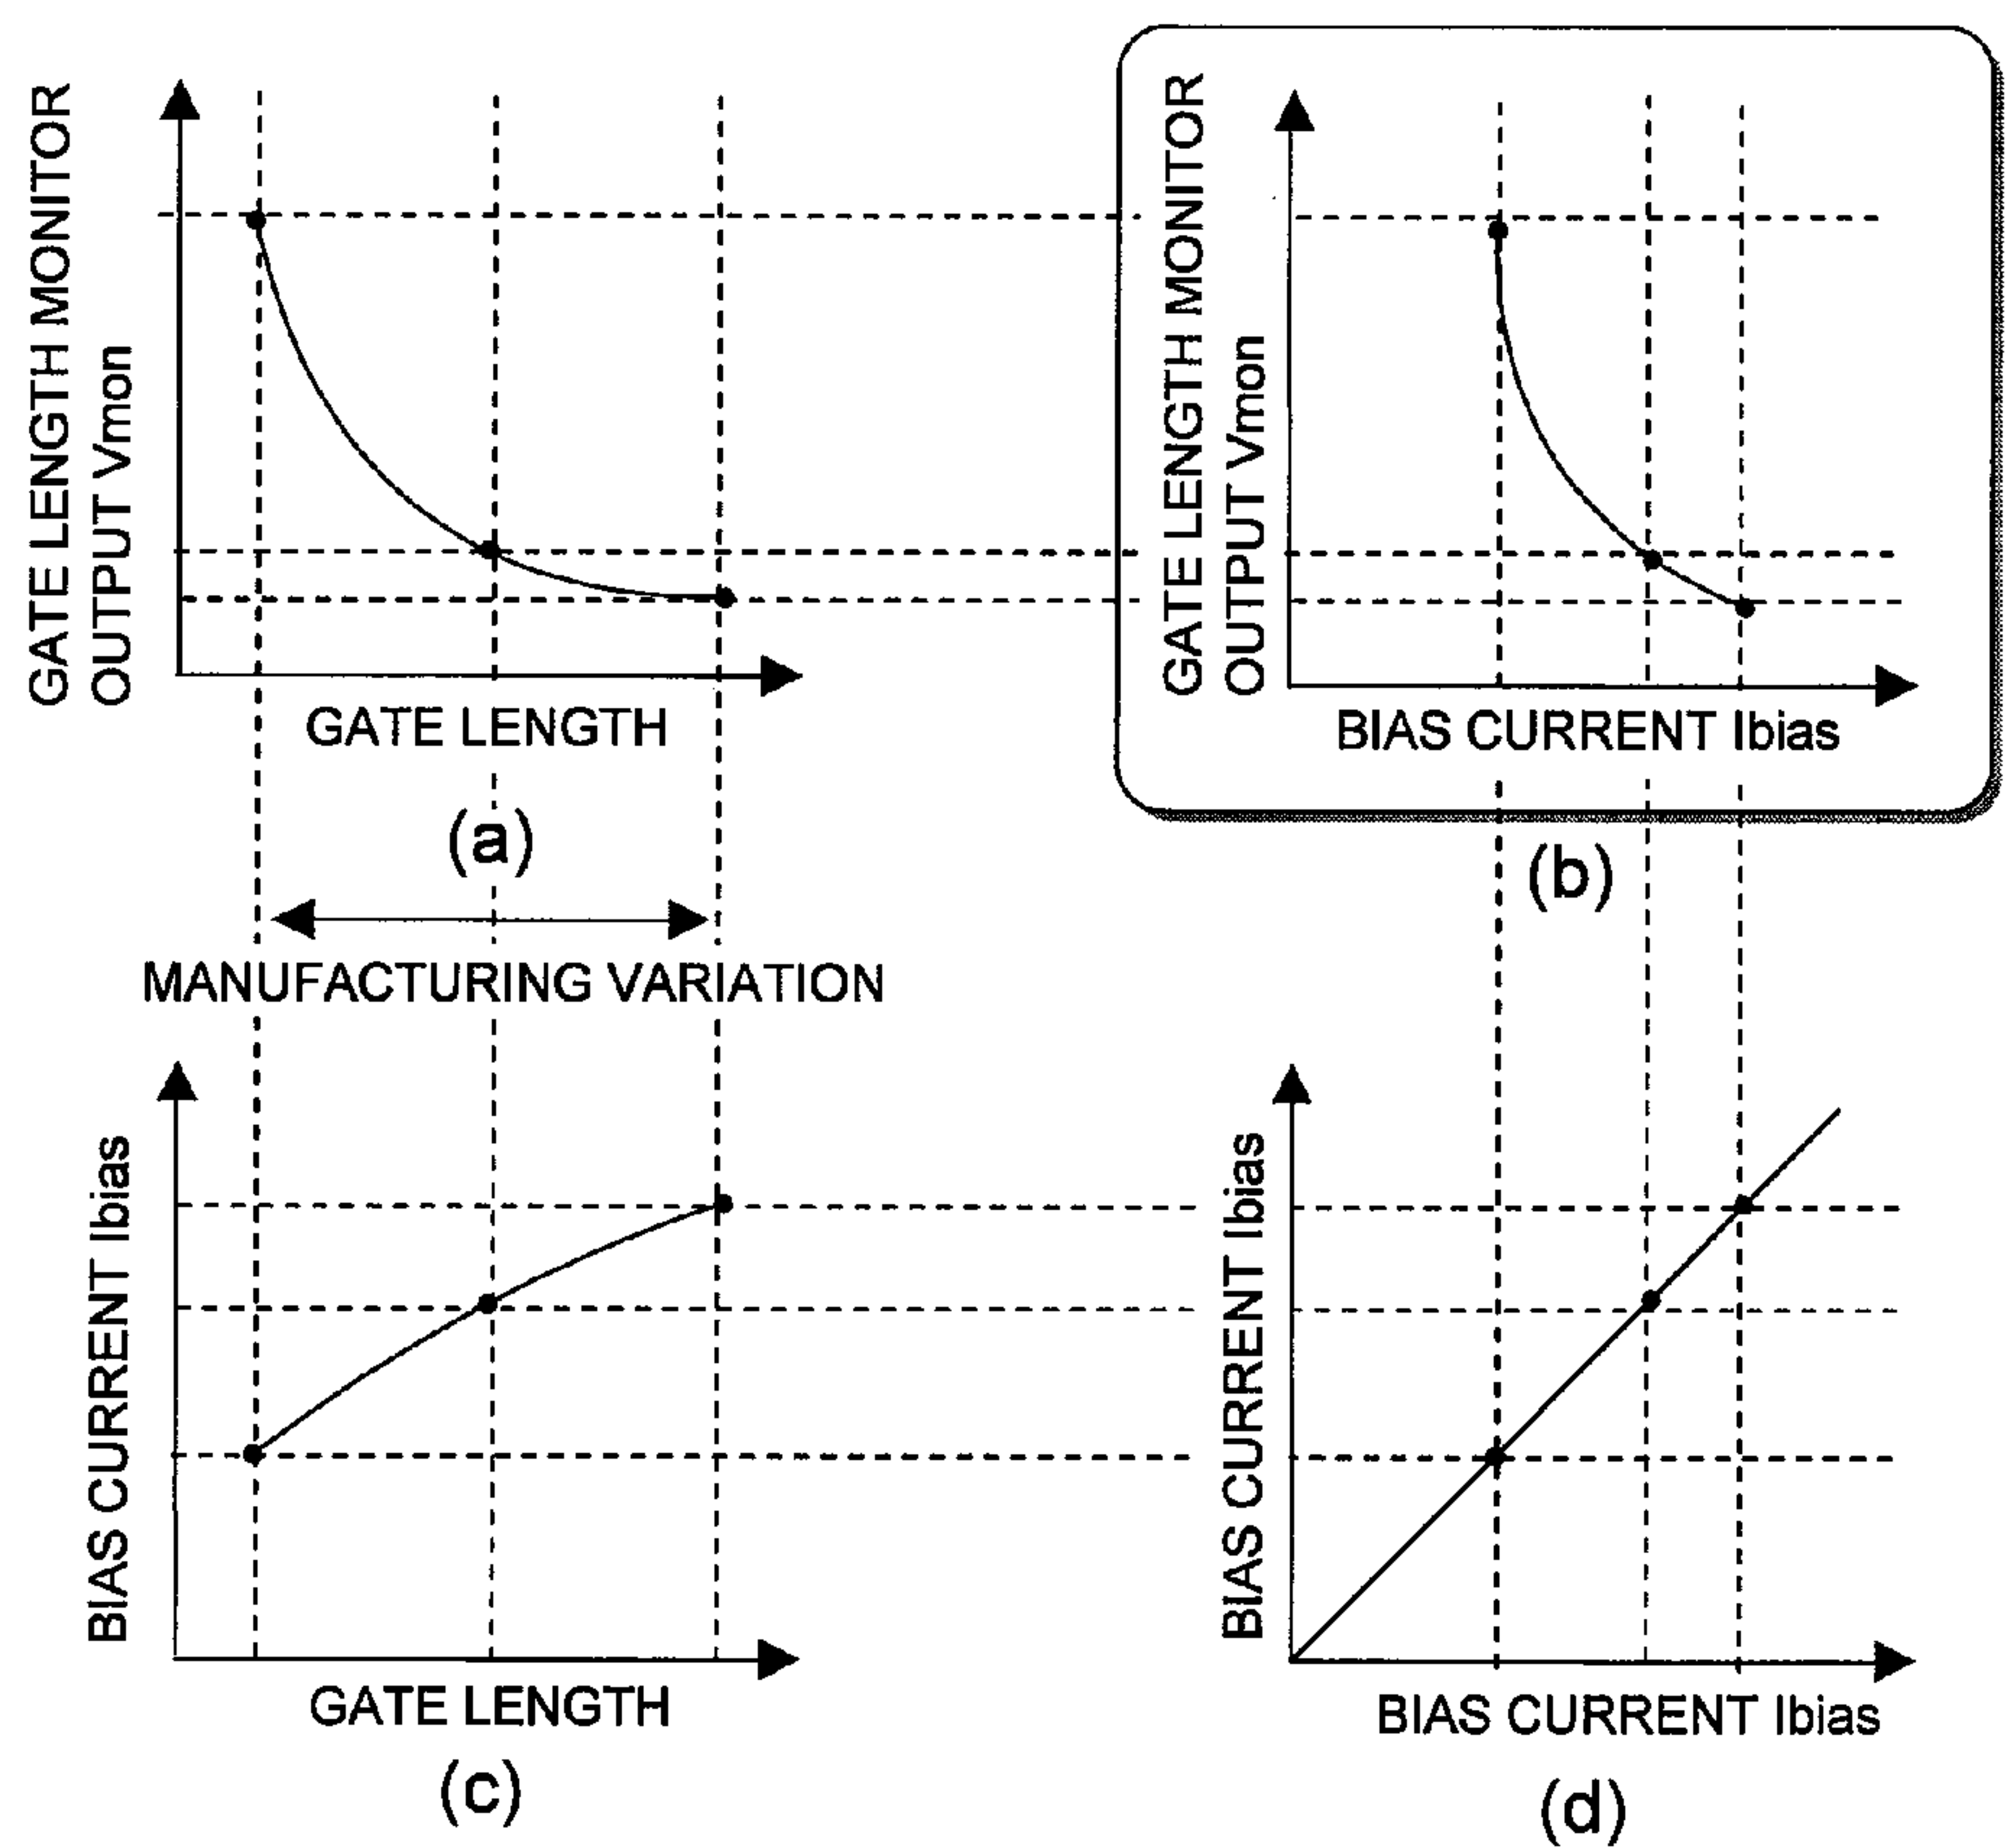 GATE LENGTH MONITOR
OUTPUT Vmon
GATE LENGTH
(a)
GATE LENGTH MONITOR
OUTPUT Vmon
BIAS CURRENT Ibias
(b)
MANUFACTURING VARIATION
BIAS CURRENT Ibias
GATE LENGTH
(c)
BIAS CURRENT Ibias
BIAS CURRENT Ibias
(d)